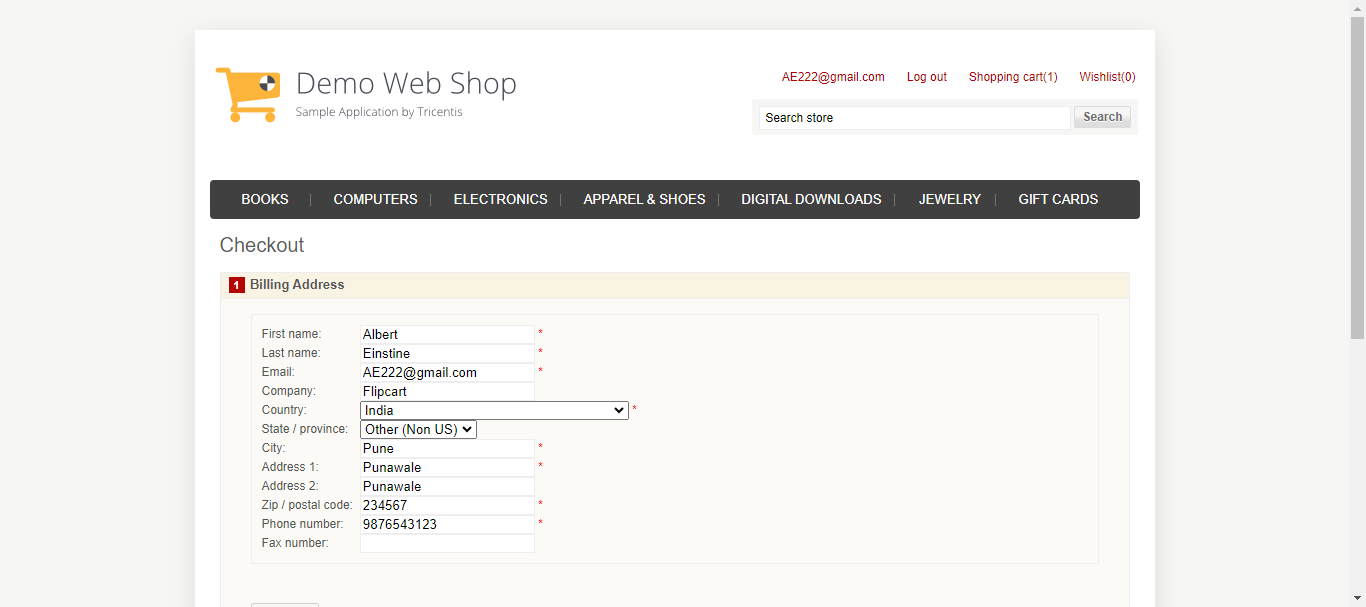 Demo Web Shop
Sample Application by Tricentis
AE222@gmail.com Log out Shopping cart(1) Wishlist(0)
Search store Search
BOOKS | COMPUTERS | ELECTRONICS | APPAREL & SHOES | DIGITAL DOWNLOADS | JEWELRY | GIFT CARDS
Checkout
1 Billing Address
First name: Albert *
Last name: Einstine *
Email: AE222@gmail.com *
Company: Flipcart
Country: India *
State / province: Other (Non US)
City: Pune *
Address 1: Punawale *
Address 2: Punawale
Zip / postal code: 234567 *
Phone number: 9876543123 *
Fax number: